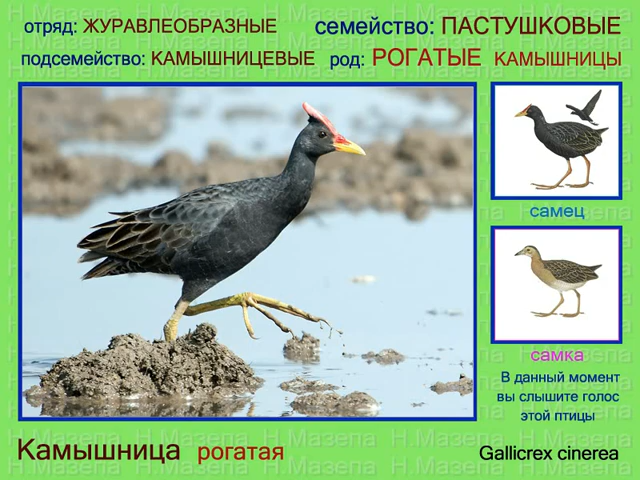 отряд: ЖУРАВЛЕОБРАЗНЫЕ семейство: ПАСТУШКОВЫЕ
подсемейство: КАМЫШНИЦЕВЫЕ род: РОГАТЫЕ КАМЫШНИЦЫ
самец
самка
В данный момент
вы слышите голос
этой птицы
Камышница рогатая Gallicrex cinerea
Н.Мазепа